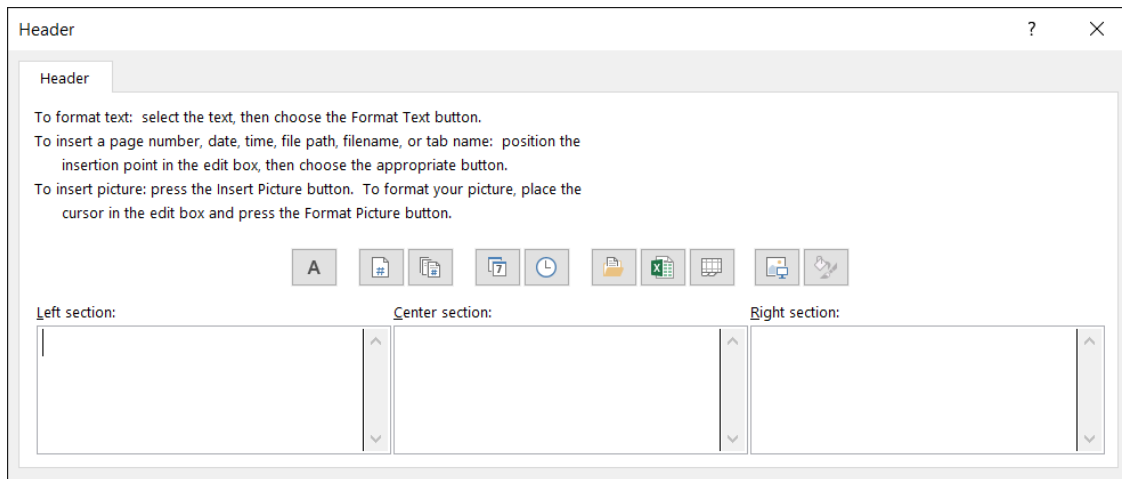 Header
?
Header
To format text:  select the text, then choose the Format Text button.
To insert a page number, date, time, file path, filename, or tab name:  position the
insertion point in the edit box, then choose the appropriate button.
To insert picture: press the Insert Picture button.  To format your picture, place the
cursor in the edit box and press the Format Picture button.
A # # 7 X
Left section: Center section: Right section: